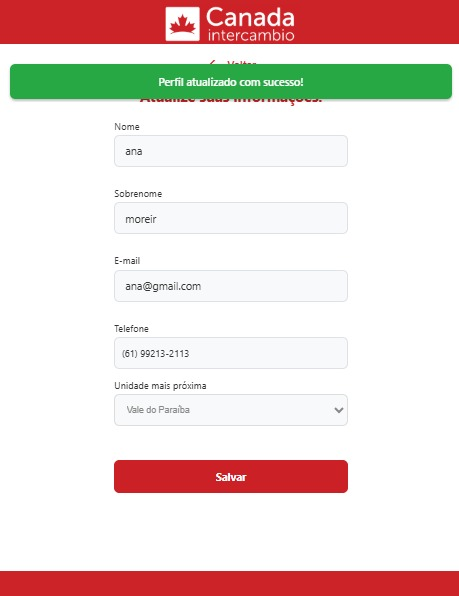 Canada
intercambio
Voltar
Perfil atualizado com sucesso!
Atualize suas informações:
Nome
ana
Sobrenome
moreir
E-mail
ana@gmail.com
Telefone
(61) 99213-2113
Unidade mais próxima
Vale do Paraíba
Salvar